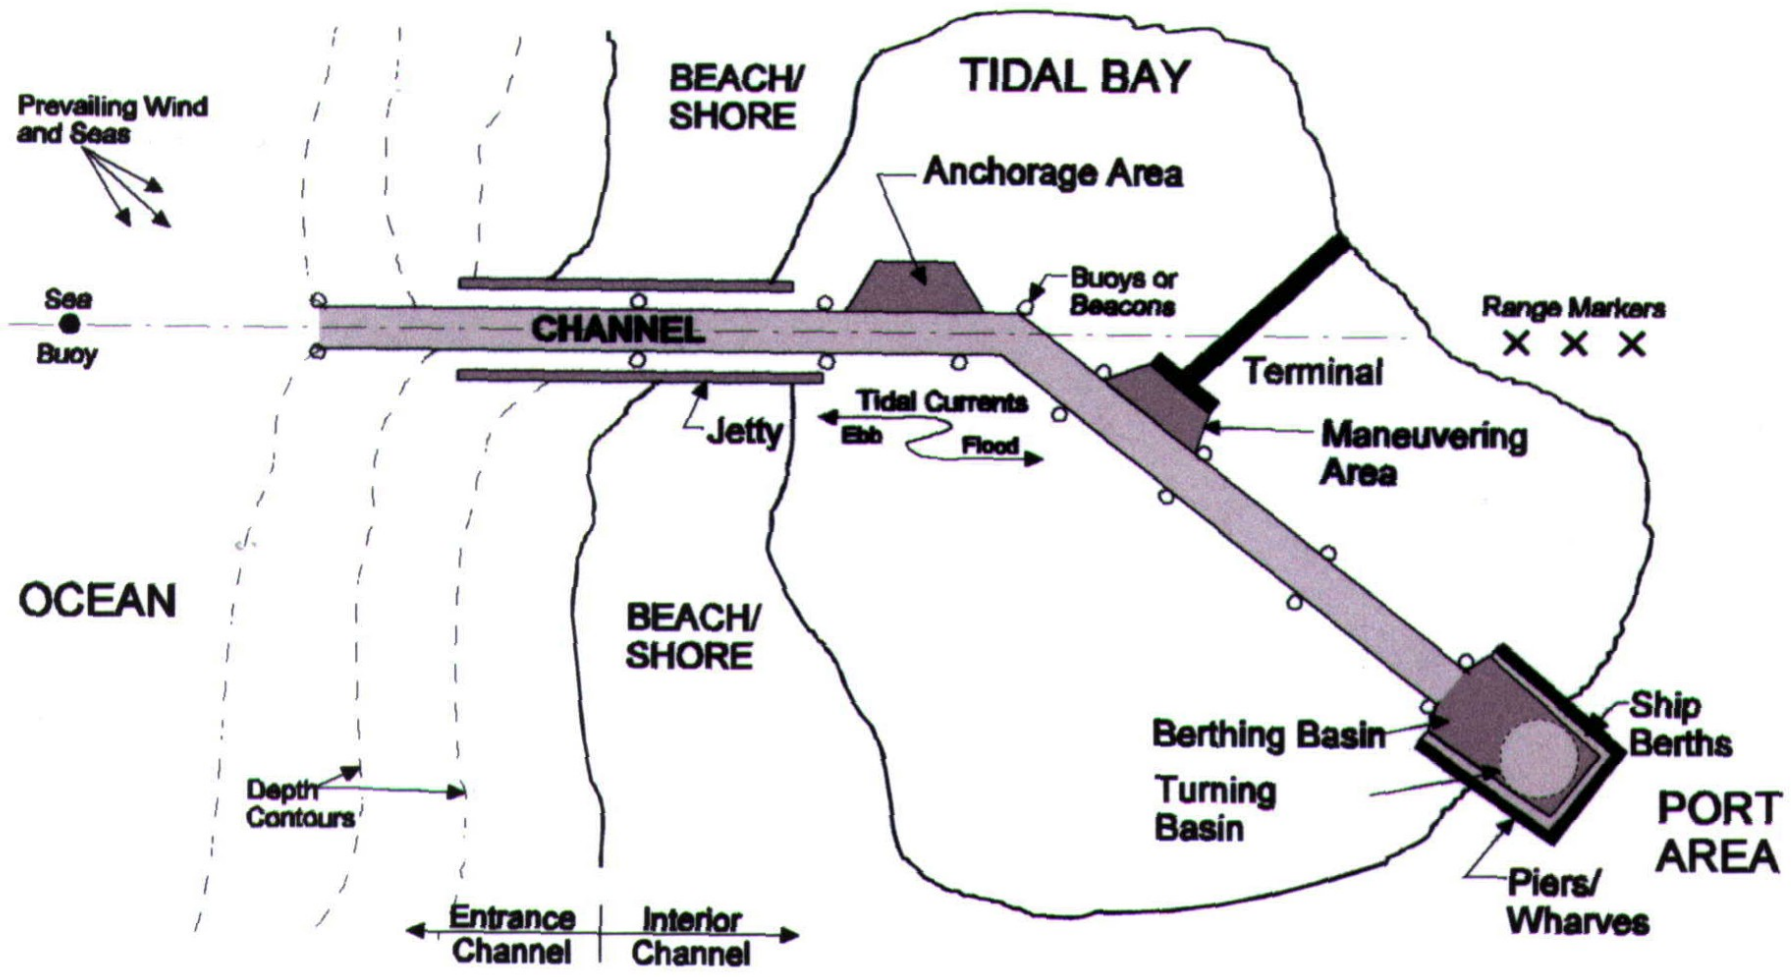 BEACH/
SHORE
TIDAL BAY
Prevailing Wind
and Seas
Anchorage Area
Buoys or
Beacons
Sea
Buoy
CHANNEL
Range Markers
Terminal
Tidal Currents
Ebb
Flood
Jetty
Maneuvering
Area
OCEAN
BEACH/
SHORE
Berthing Basin
Ship
Berths
Turning
Basin
Depth
Contours
PORT
AREA
Piers/
Wharves
Entrance
Channel
Interior
Channel